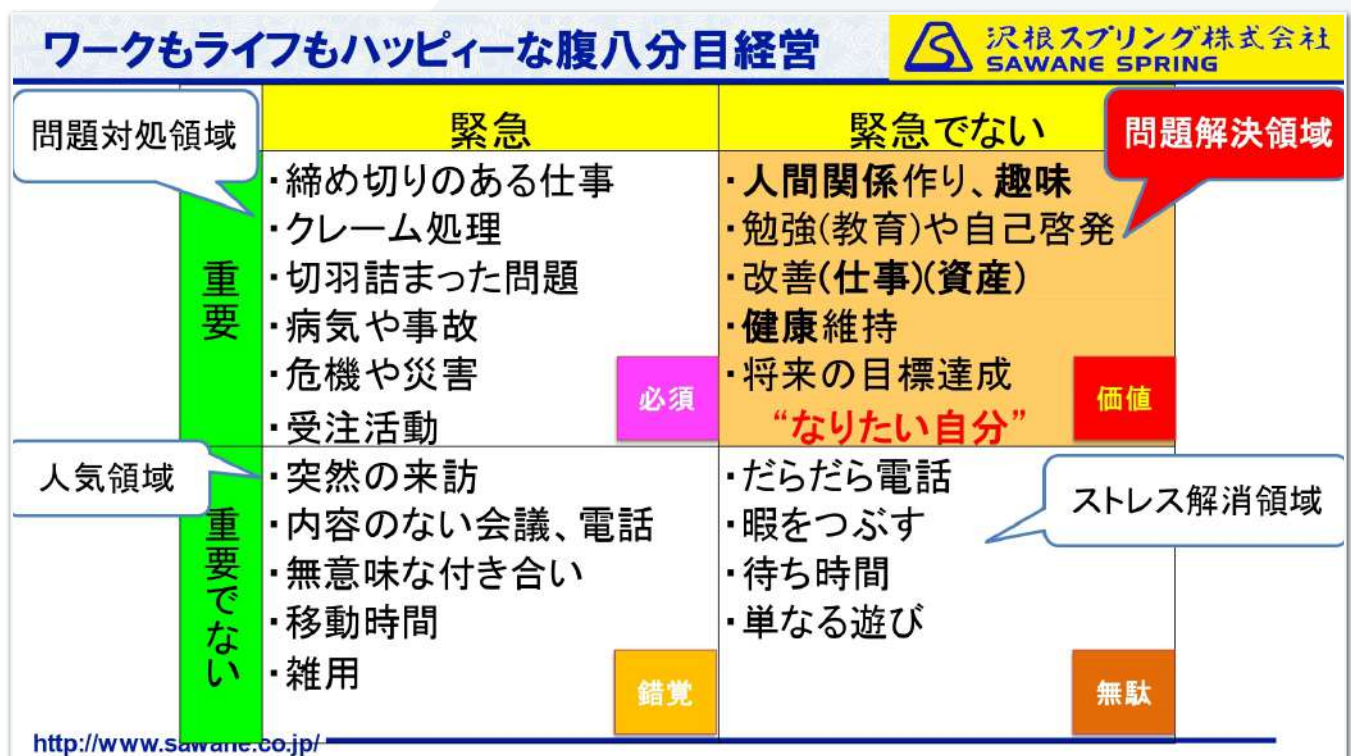 ワークもライフもハッピィーな腹八分目経営
沢根スプリング株式会社
SAWANE SPRING
問題対処領域
緊急
緊急でない
問題解決領域
重要
・締め切りのある仕事
・クレーム処理
・切羽詰まった問題
・病気や事故
・危機や災害
・受注活動
必須
・人間関係作り、趣味
・勉強(教育)や自己啓発
・改善(仕事)(資産)
・健康維持
・将来の目標達成
“なりたい自分”
価値
人気領域
重要でない
・突然の来訪
・内容のない会議、電話
・無意味な付き合い
・移動時間
・雑用
錯覚
・だらだら電話
・暇をつぶす
・待ち時間
・単なる遊び
ストレス解消領域
無駄
http://www.sawane.co.jp/